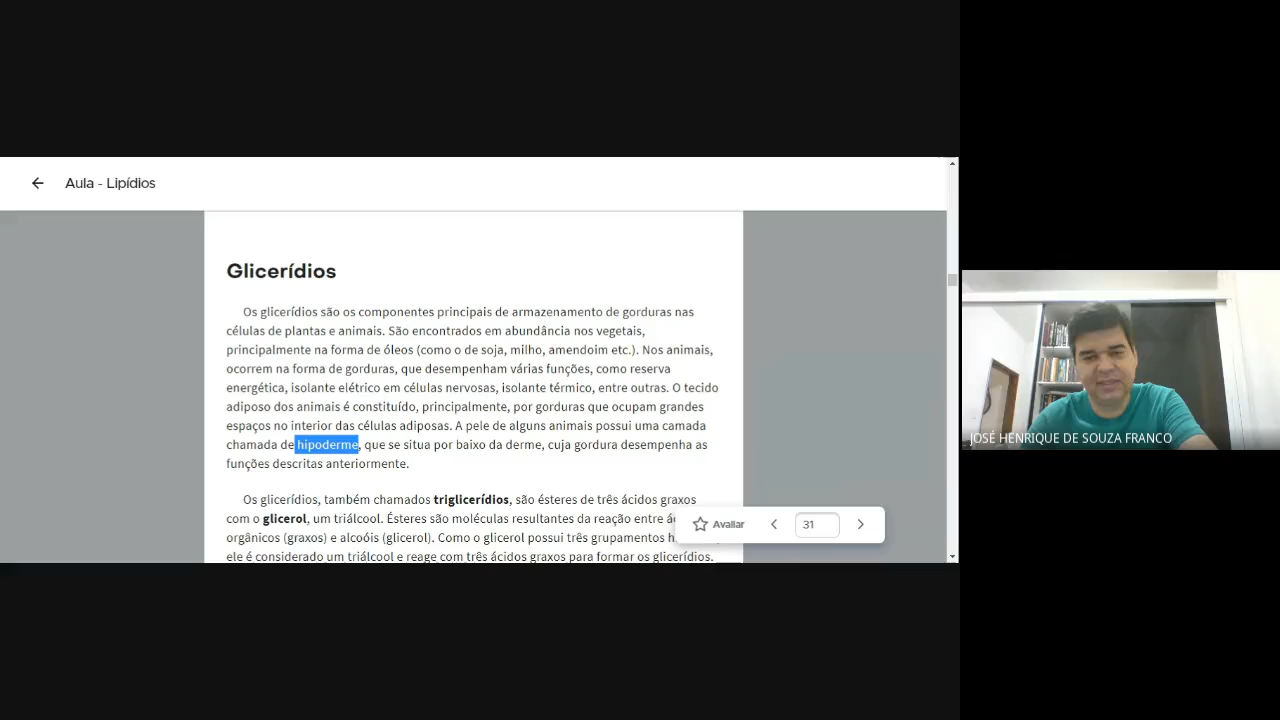 Aula - Lipídios
Glicerídios
Os glicerídios são os componentes principais de armazenamento de gorduras nas
células de plantas e animais. São encontrados em abundância nos vegetais,
principalmente na forma de óleos (como o de soja, milho, amendoim etc.). Nos animais,
ocorrem na forma de gorduras, que desempenham várias funções, como reserva
energética, isolante elétrico em células nervosas, isolante térmico, entre outras. O tecido
adiposo dos animais é constituído, principalmente, por gorduras que ocupam grandes
espaços no interior das células adiposas. A pele de alguns animais possui uma camada
chamada de hipoderme, que se situa por baixo da derme, cuja gordura desempenha as
funções descritas anteriormente.
Os glicerídios, também chamados triglicerídios, são ésteres de três ácidos graxos
com o glicerol, um triálcool. Ésteres são moléculas resultantes da reação entre
orgânicos (graxos) e alcoóis (glicerol). Como o glicerol possui três grupamentos
ele é considerado um triálcool e reage com três ácidos graxos para formar os glicerídios.
Avaliar
31
JOSÉ HENRIQUE DE SOUZA FRANCO